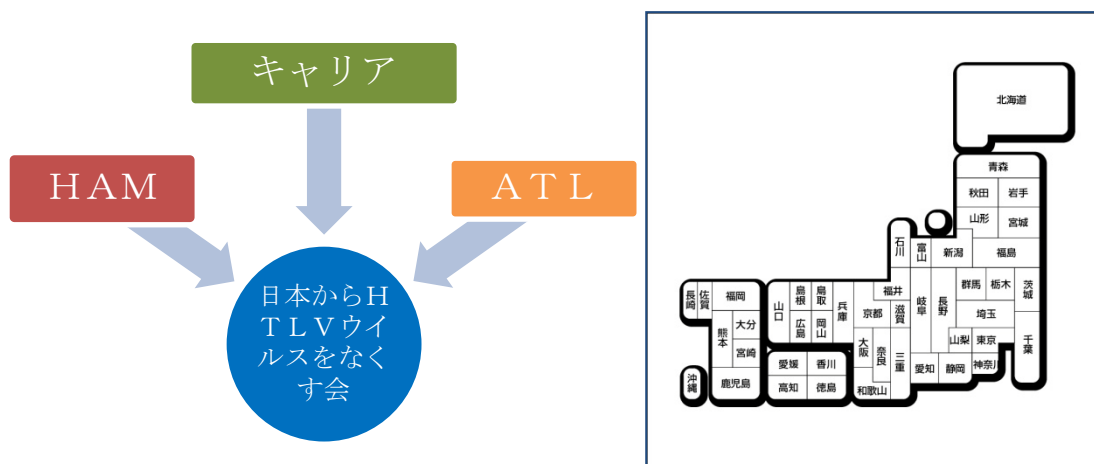 キャリア
ＨＡＭ
ＡＴＬ
日本からＨ
ＴＬＶウイ
ルスをなく
す会
北海道
青森
秋田
岩手
山形
宮城
石川
富山
新潟
福島
福井
岐阜
長野
群馬
栃木
茨城
長崎
佐賀
福岡
山口
島根
鳥取
兵庫
京都
滋賀
埼玉
熊本
大分
広島
岡山
大阪
奈良
三重
山梨
東京
千葉
宮崎
愛媛
香川
愛知
静岡
神奈川
沖縄
鹿児島
高知
徳島
和歌山